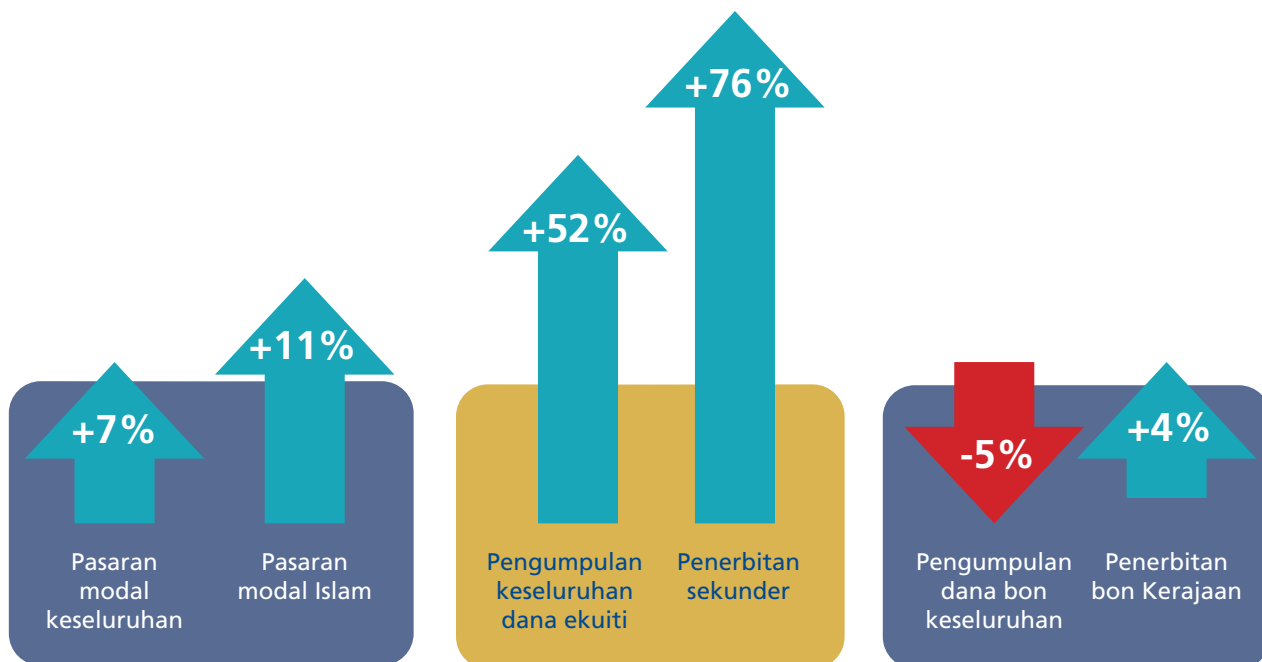 +7%
Pasaran
modal
keseluruhan
+11%
Pasaran
modal Islam
+52%
Pengumpulan
keseluruhan
dana ekuiti
+76%
Penerbitan
sekunder
-5%
Pengumpulan
dana bon
keseluruhan
+4%
Penerbitan
bon Kerajaan